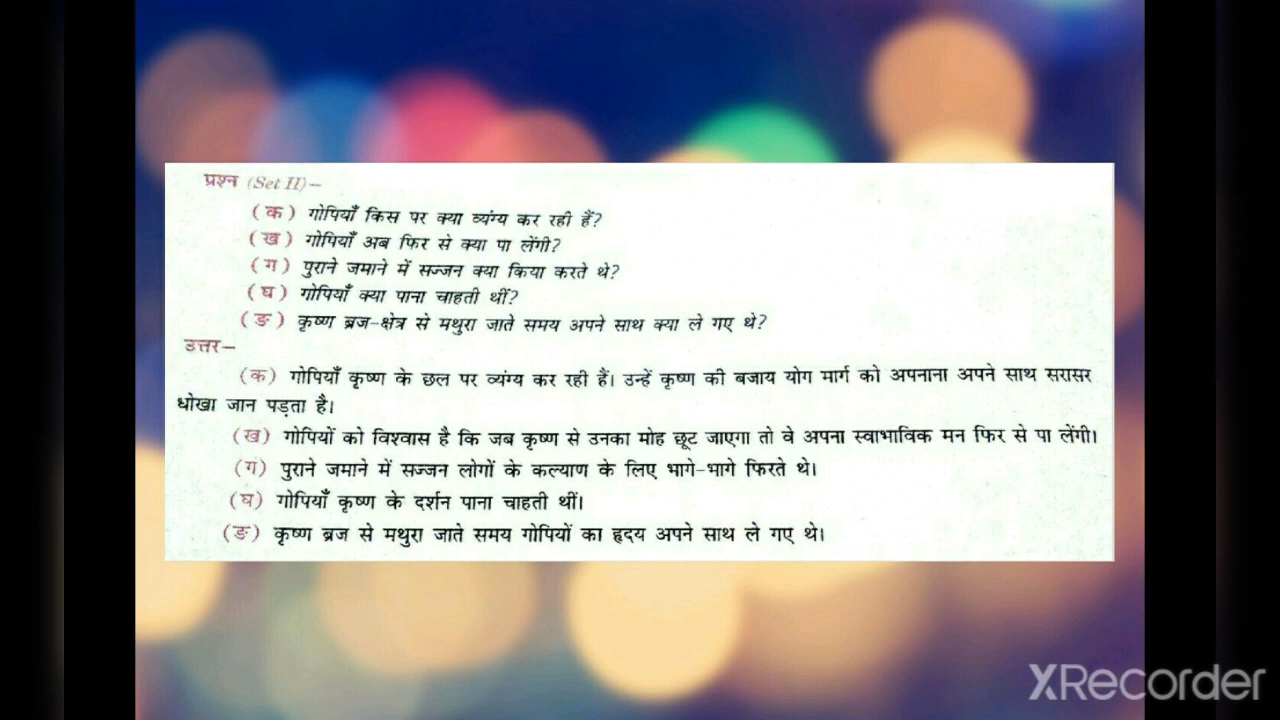 प्रश्न (Set II)–
(क) गोपियाँ किस पर क्या व्यंग्य कर रही हैं?
(ख) गोपियाँ अब फिर से क्या पा लेंगी?
(ग) पुराने जमाने में सज्जन क्या किया करते थे?
(घ) गोपियाँ क्या पाना चाहती थीं?
(ङ) कृष्ण ब्रज-क्षेत्र से मथुरा जाते समय अपने साथ क्या ले गए थे?
उत्तर–
(क) गोपियाँ कृष्ण के छल पर व्यंग्य कर रही हैं। उन्हें कृष्ण की बजाय योग मार्ग को अपनाना अपने साथ सरासर
धोखा जान पड़ता है।
(ख) गोपियों को विश्वास है कि जब कृष्ण से उनका मोह छूट जाएगा तो वे अपना स्वाभाविक मन फिर से पा लेंगी।
(ग) पुराने जमाने में सज्जन लोगों के कल्याण के लिए भागे-भागे फिरते थे।
(घ) गोपियाँ कृष्ण के दर्शन पाना चाहती थीं।
(ङ) कृष्ण ब्रज से मथुरा जाते समय गोपियों का हृदय अपने साथ ले गए थे।
XRecorder